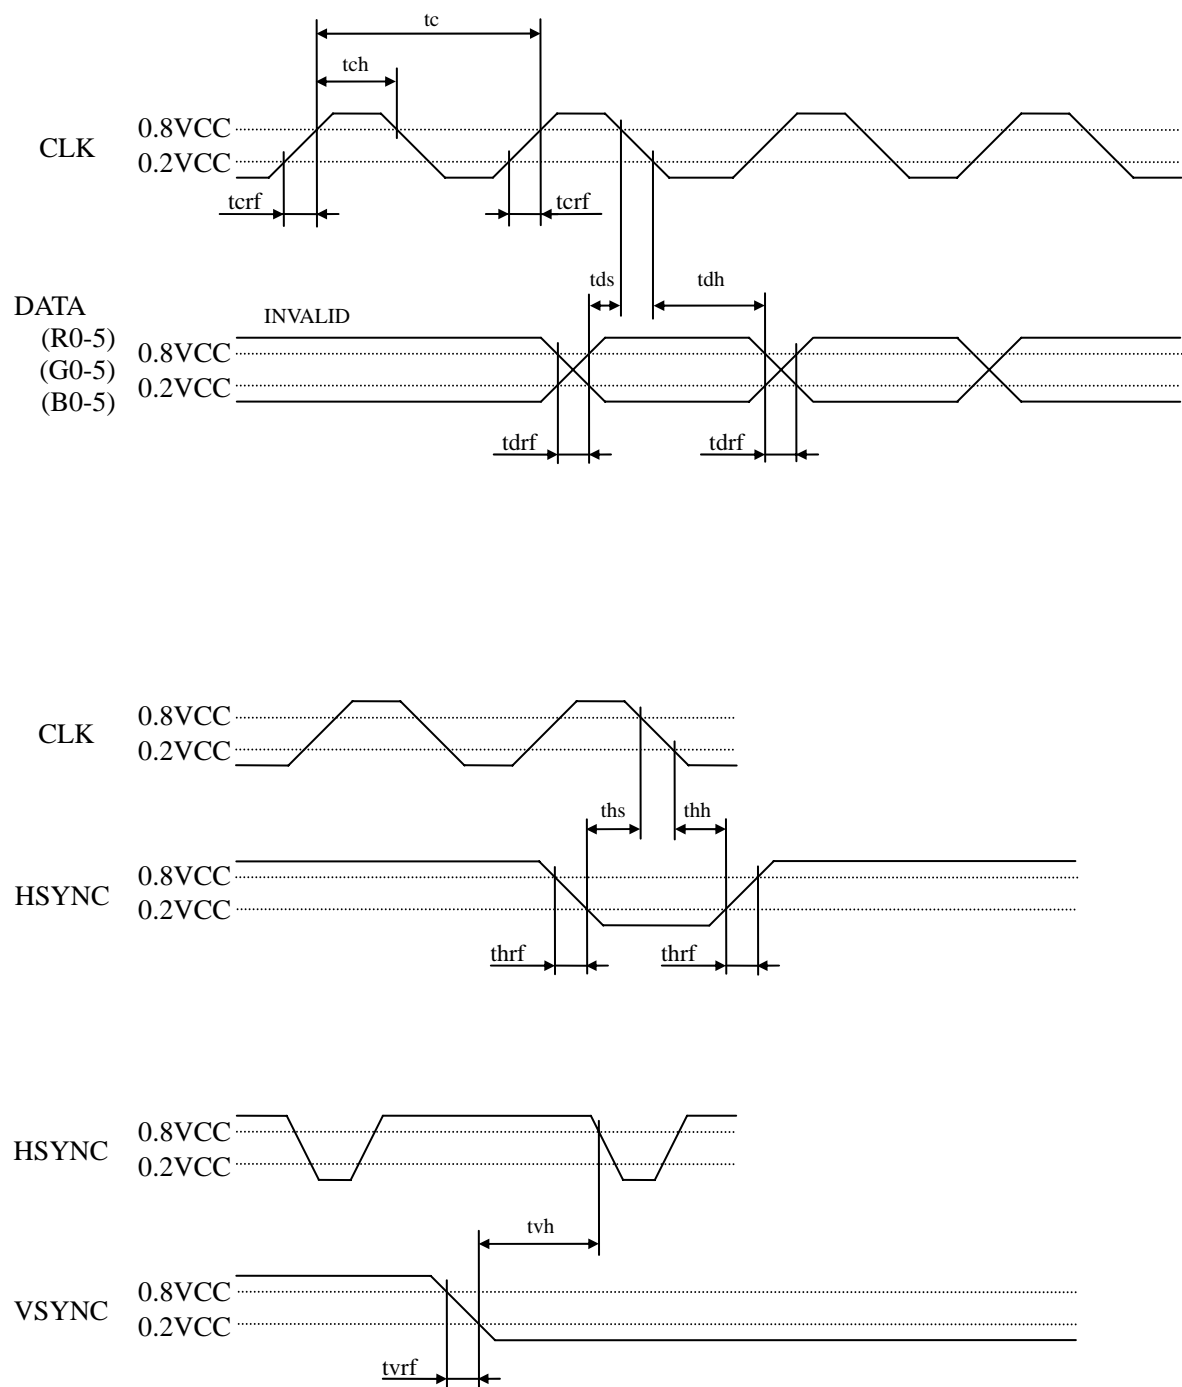 tc
tch
CLK
0.8VCC
0.2VCC
tcrf
tcrf
tds
tdh
DATA
INVALID
(R0-5)
0.8VCC
(G0-5)
0.2VCC
(B0-5)
tdrf
tdrf
CLK
0.8VCC
0.2VCC
ths
thh
HSYNC
0.8VCC
0.2VCC
thrf
thrf
HSYNC
0.8VCC
0.2VCC
tvh
VSYNC
0.8VCC
0.2VCC
tvrf